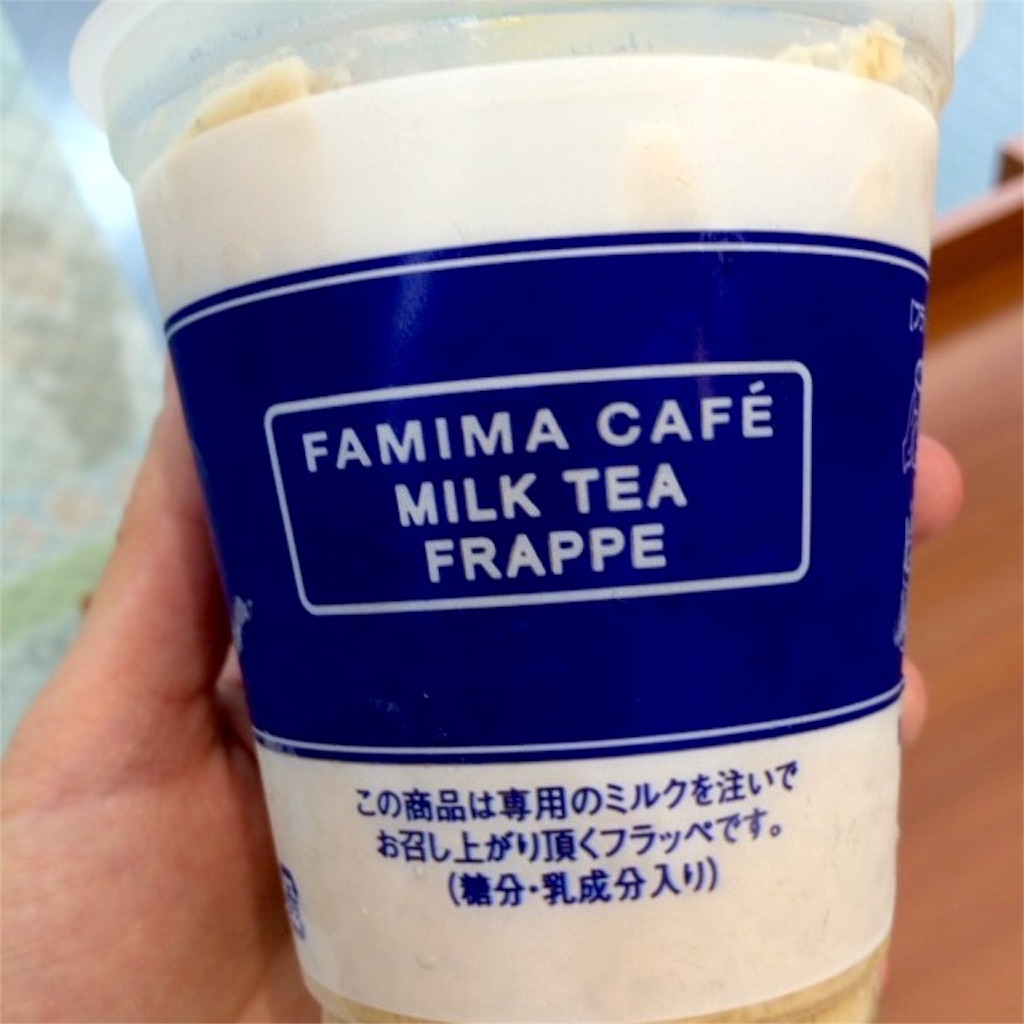 FAMIMA CAFÉ
MILK TEA
FRAPPE
この商品は専用のミルクを注いで
お召し上がり頂くフラッペです。
(糖分・乳成分入り)